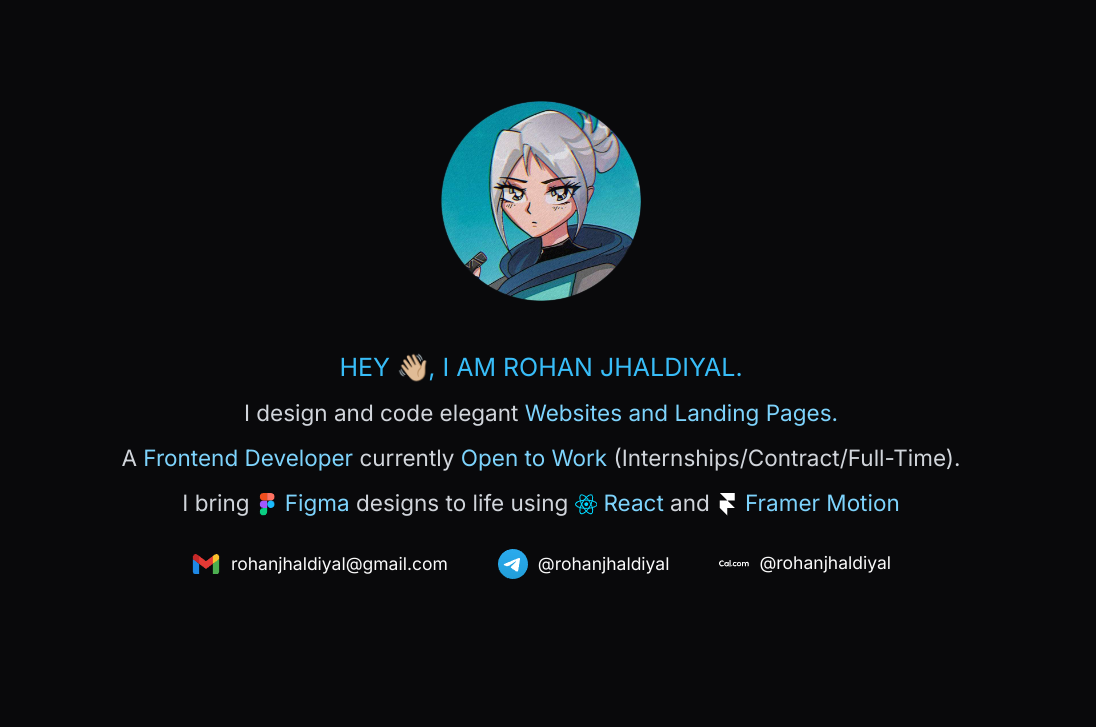 HEY 👋🏼, I AM ROHAN JHALDIYAL.
I design and code elegant Websites and Landing Pages.
A Frontend Developer currently Open to Work (Internships/Contract/Full-Time).
I bring Figma designs to life using React and Framer Motion
rohanjhaldiyal@gmail.com @rohanjhaldiyal Cal.com @rohanjhaldiyal